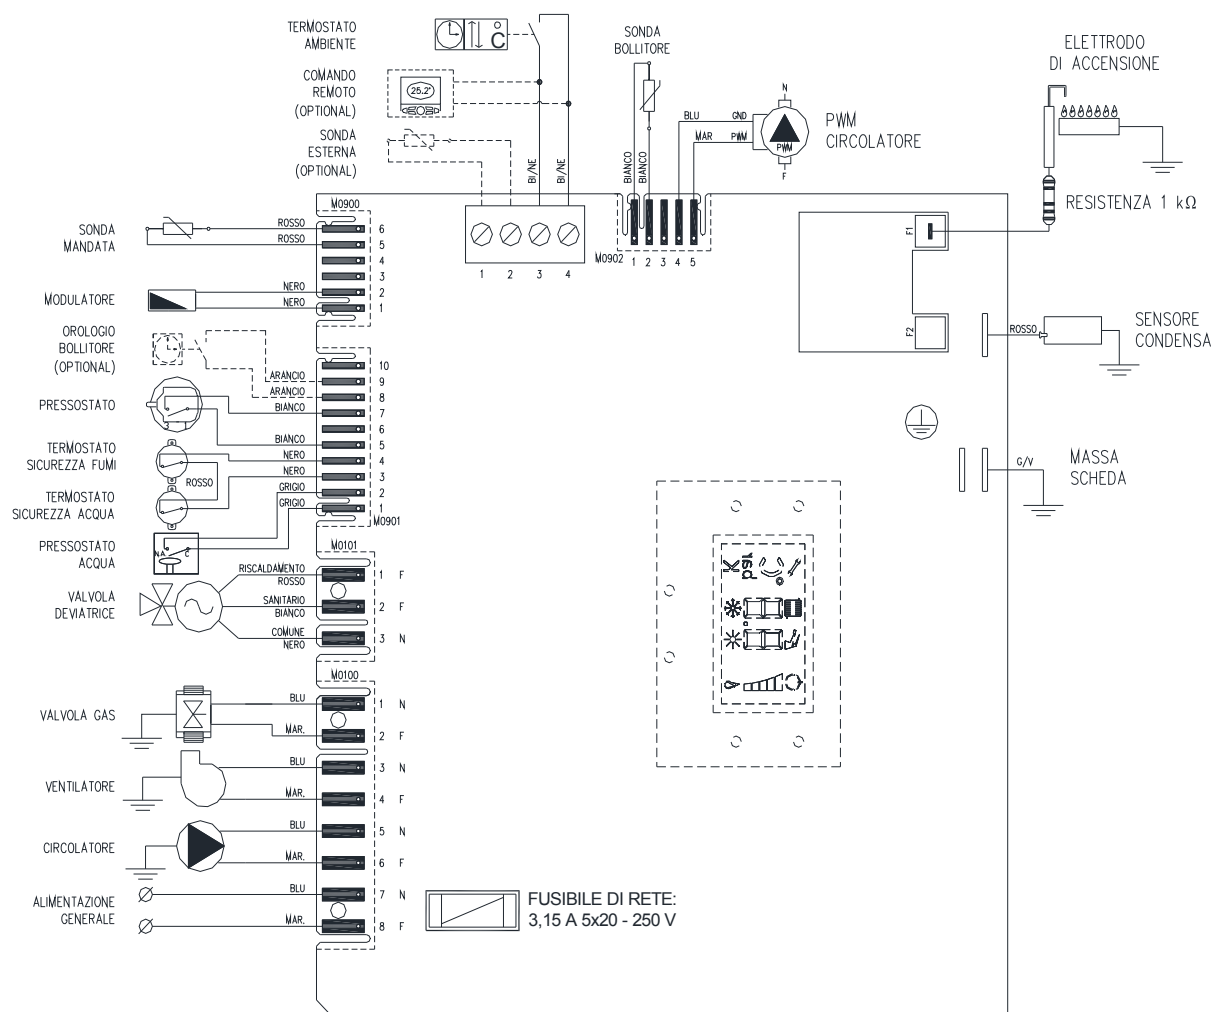 TERMOSTATO
AMBIENTE
°C
COMANDO
REMOTO
(OPTIONAL)
25.2°
SONDA
ESTERNA
(OPTIONAL)
BI/NE
BI/NE
1 2 3 4
SONDA
BOLLITORE
BIANCO
BIANCO
BLU GND
MAR PWM
N
PWM
F
PWM
CIRCOLATORE
M0902
1 2 3 4 5
ELETTRODO
DI ACCENSIONE
RESISTENZA 1 kΩ
F1
F2
ROSSO
SENSORE
CONDENSA
G/V
MASSA
SCHEDA
M0900
SONDA
MANDATA
ROSSO 6
ROSSO 5
4
3
MODULATORE
NERO 2
NERO 1
OROLOGIO
BOLLITORE
(OPTIONAL)
10
ARANCIO 9
ARANCIO 8
PRESSOSTATO
BIANCO 7
6
BIANCO 5
TERMOSTATO
SICUREZZA FUMI
NERO 4
ROSSO
NERO 3
TERMOSTATO
SICUREZZA ACQUA
GRIGIO 2
GRIGIO 1
M0901
PRESSOSTATO
ACQUA
N.A. C
M0101
VALVOLA
DEVIATRICE
RISCALDAMENTO
ROSSO
1 F
SANITARIO
BIANCO
2 F
COMUNE
NERO
3 N
M0100
VALVOLA GAS
BLU 1 N
MAR. 2 F
VENTILATORE
BLU 3 N
MAR. 4 F
CIRCOLATORE
BLU 5 N
MAR. 6 F
ALIMENTAZIONE
GENERALE
BLU 7 N
MAR. 8 F
FUSIBILE DI RETE:
3,15 A 5x20 - 250 V